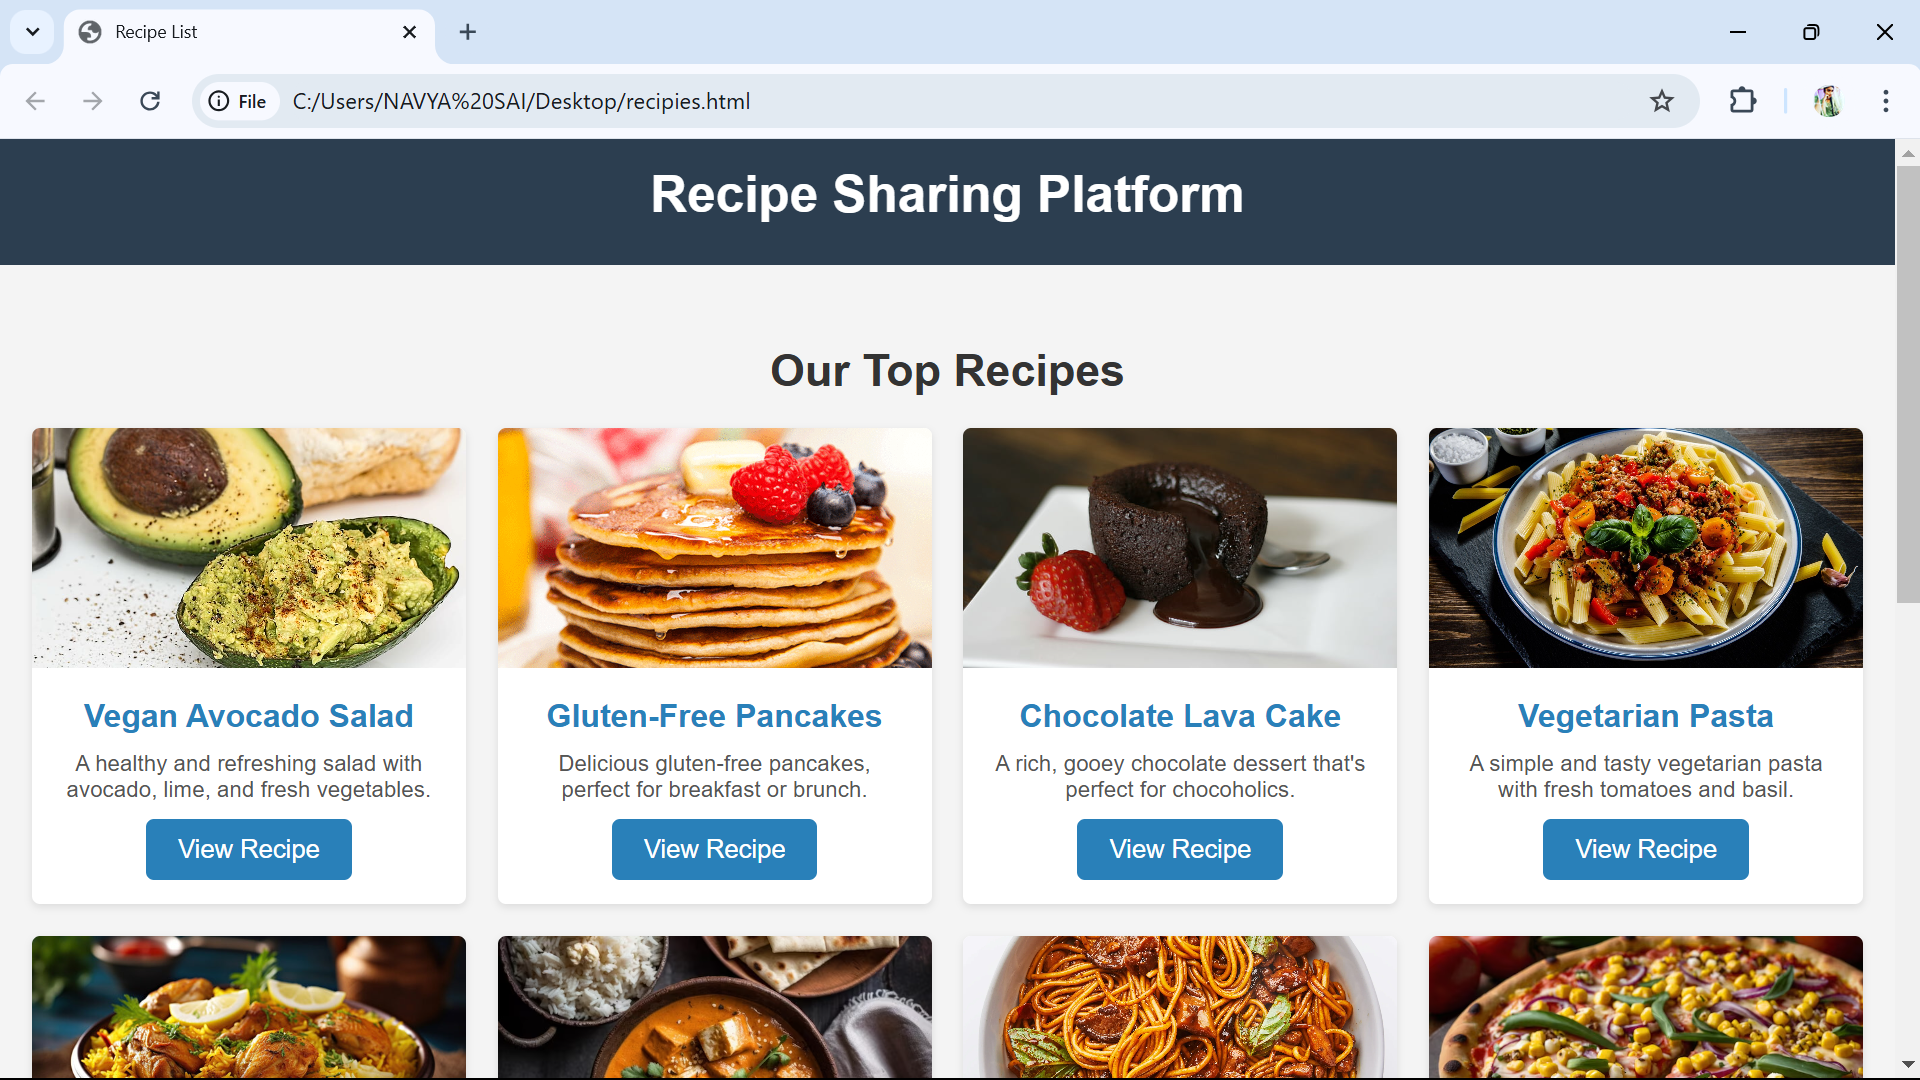 Recipe List
File
C:/Users/NAVYA%20SAI/Desktop/recipies.html
Recipe Sharing Platform
Our Top Recipes
Vegan Avocado Salad
A healthy and refreshing salad with
avocado, lime, and fresh vegetables.
View Recipe
Gluten-Free Pancakes
Delicious gluten-free pancakes,
perfect for breakfast or brunch.
View Recipe
Chocolate Lava Cake
A rich, gooey chocolate dessert that's
perfect for chocoholics.
View Recipe
Vegetarian Pasta
A simple and tasty vegetarian pasta
with fresh tomatoes and basil.
View Recipe